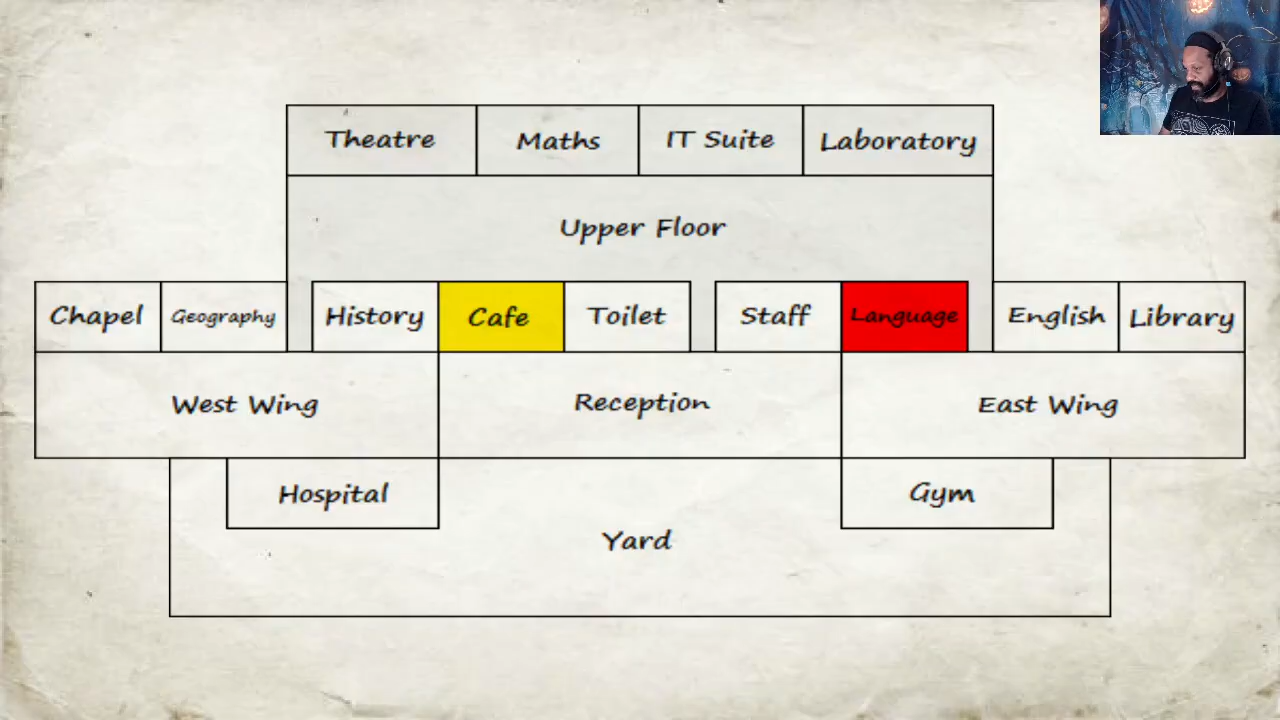 Theatre Maths IT Suite Laboratory
Upper Floor
Chapel Geography History Cafe Toilet Staff Language English Library
West Wing Reception East Wing
Hospital Gym
Yard